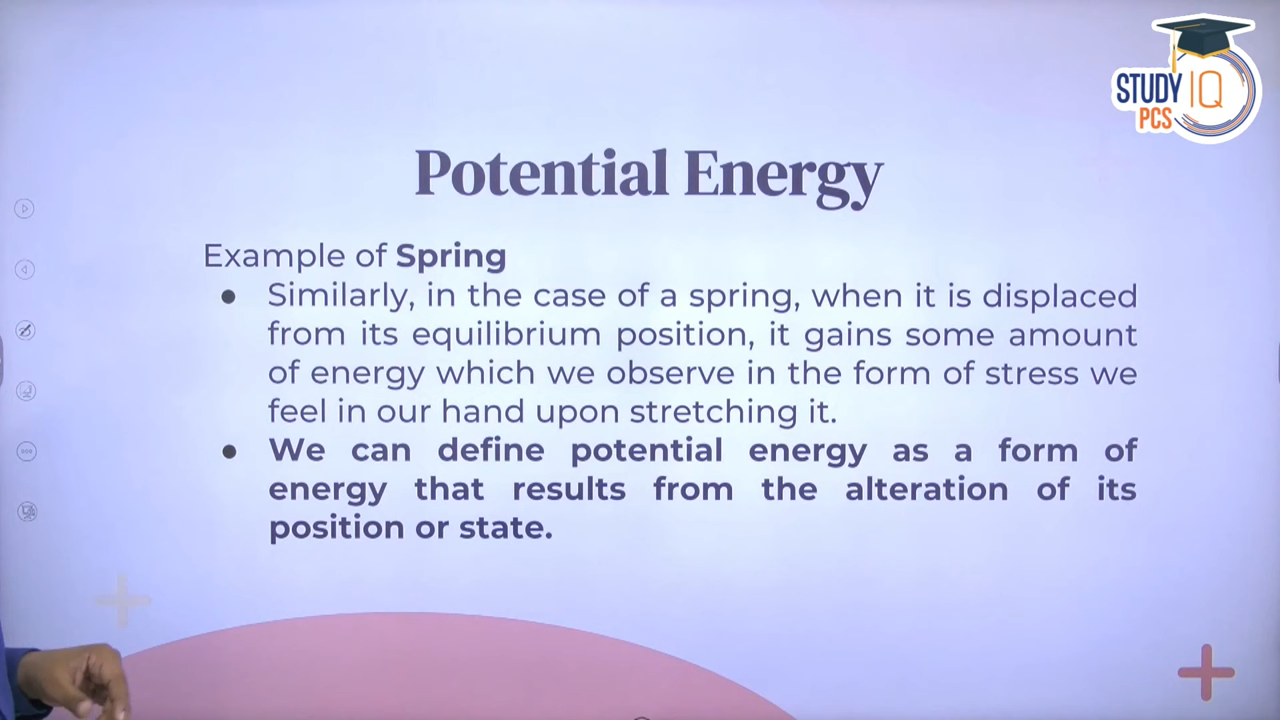 STUDY IQ
PCS
Potential Energy
Example of Spring
● Similarly, in the case of a spring, when it is displaced
from its equilibrium position, it gains some amount
of energy which we observe in the form of stress we
feel in our hand upon stretching it.
● We can define potential energy as a form of
energy that results from the alteration of its
position or state.